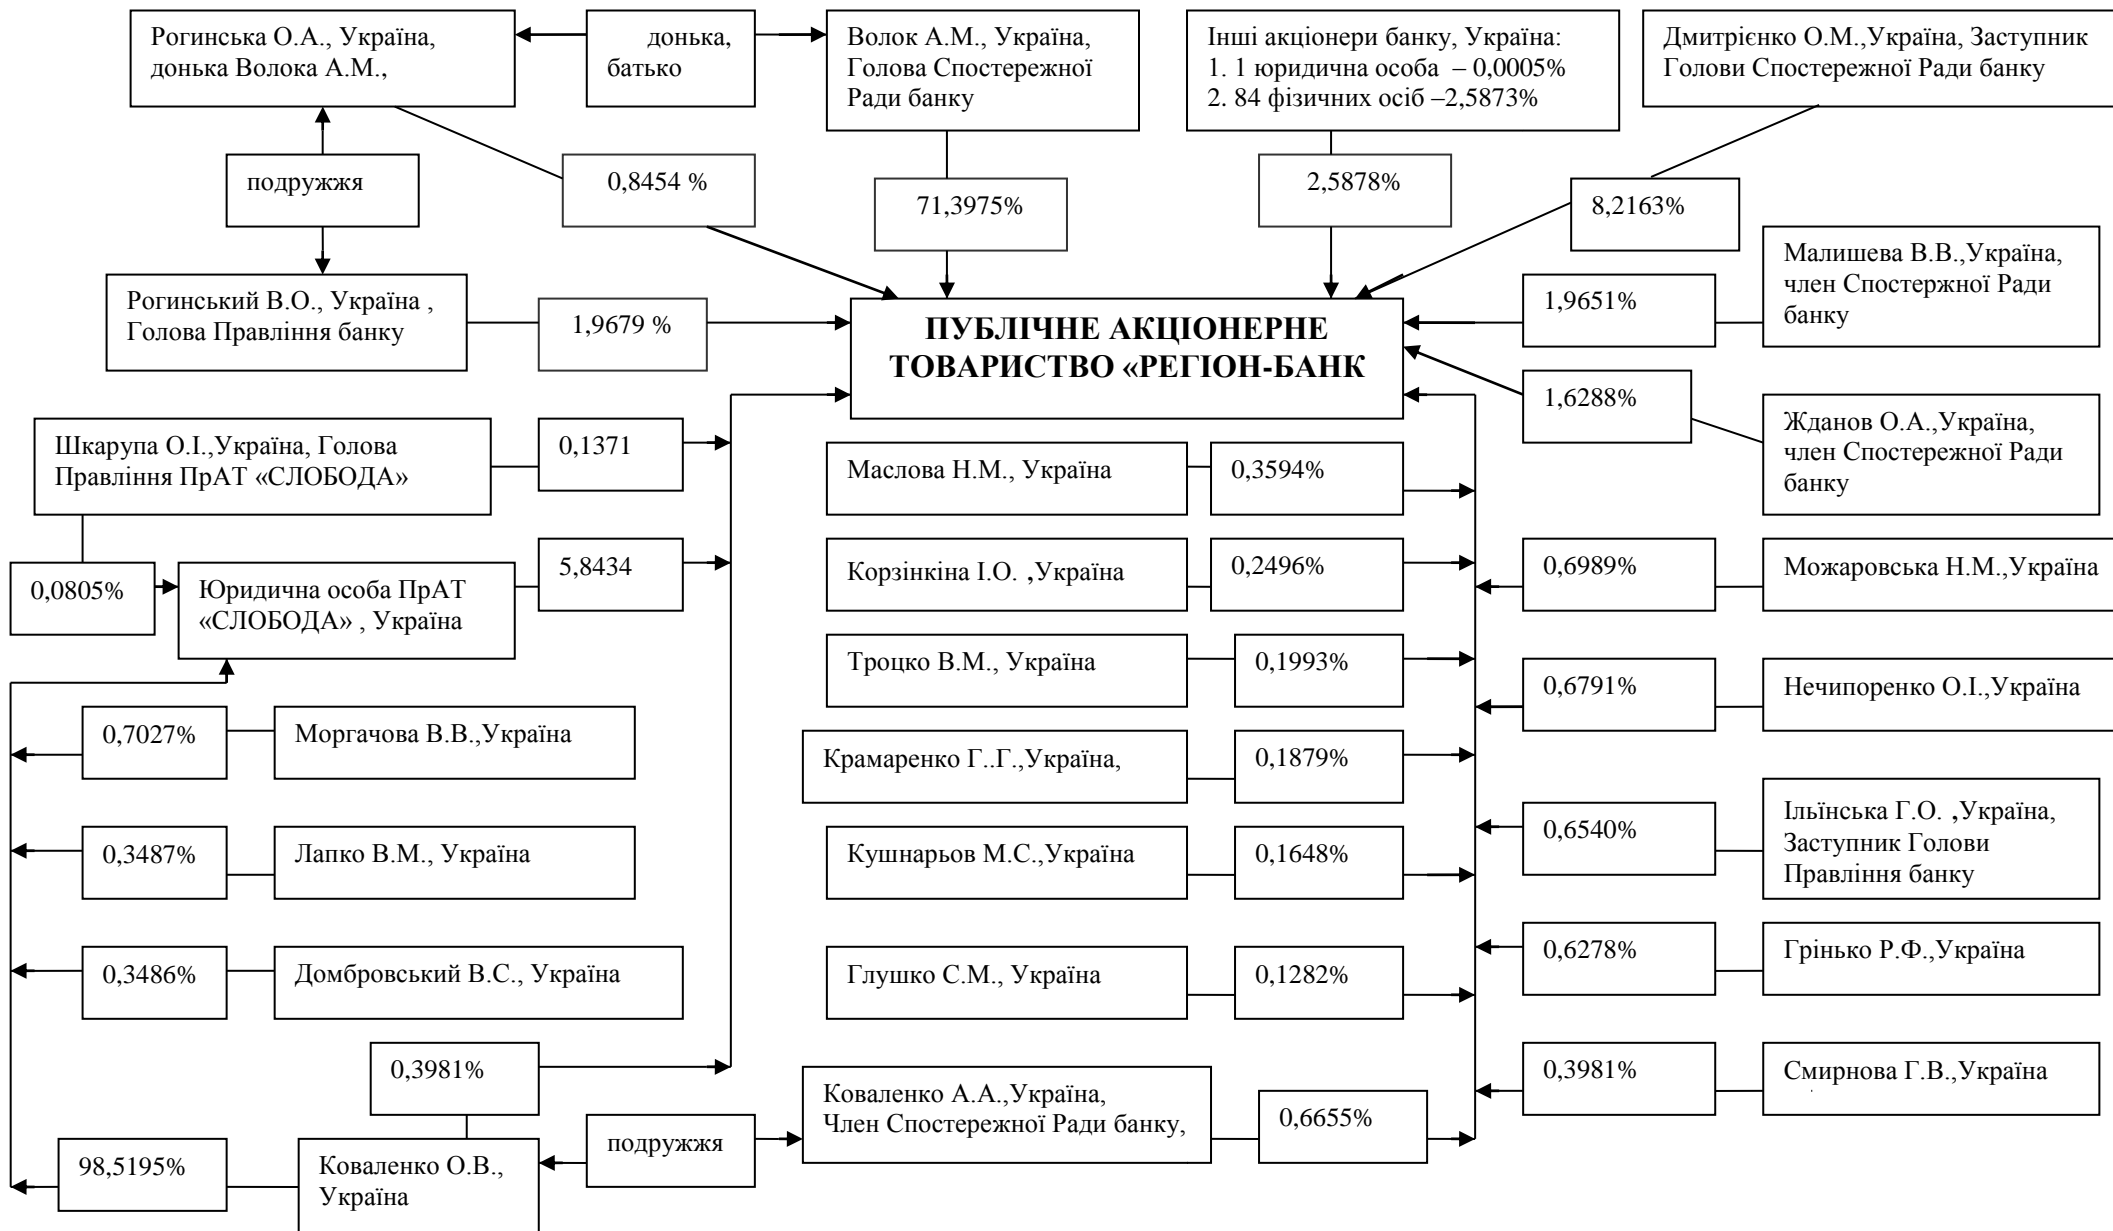 Рогинська О.А., Україна,
донька Волока А.М.,
донька,
батько
Волок А.М., Україна,
Голова Спостережної
Ради банку
Інші акціонери банку, Україна:
1. 1 юридична особа – 0,0005%
2. 84 фізичних осіб –2,5873%
Дмитрієнко О.М.,Україна, Заступник
Голови Спостережної Ради банку
подружжя
0,8454 %
71,3975%
2,5878%
8,2163%
Рогинський В.О., Україна ,
Голова Правління банку
1,9679 %
ПУБЛІЧНЕ АКЦІОНЕРНЕ
ТОВАРИСТВО «РЕГІОН-БАНК
1,9651%
Малишева В.В.,Україна,
член Спостержної Ради
банку
1,6288%
Жданов О.А.,Україна,
член Спостережної Ради
банку
Шкарупа О.І.,Україна, Голова
Правління ПрАТ «СЛОБОДА»
0,1371
Маслова Н.М., Україна
0,3594%
0,0805%
Юридична особа ПрАТ
«СЛОБОДА» , Україна
5,8434
Корзінкіна І.О. ,Україна
0,2496%
0,6989%
Можаровська Н.М.,Україна
Троцко В.М., Україна
0,1993%
0,6791%
Нечипоренко О.І.,Україна
0,7027%
Моргачова В.В.,Україна
Крамаренко Г..Г.,Україна,
0,1879%
0,3487%
Лапко В.М., Україна
Кушнарьов М.С.,Україна
0,1648%
0,6540%
Ільїнська Г.О. ,Україна,
Заступник Голови
Правління банку
0,3486%
Домбровський В.С., Україна
Глушко С.М., Україна
0,1282%
0,6278%
Грінько Р.Ф.,Україна
0,3981%
Коваленко А.А.,Україна,
Член Спостережної Ради банку,
0,6655%
0,3981%
Смирнова Г.В.,Україна
98,5195%
Коваленко О.В.,
Україна
подружжя